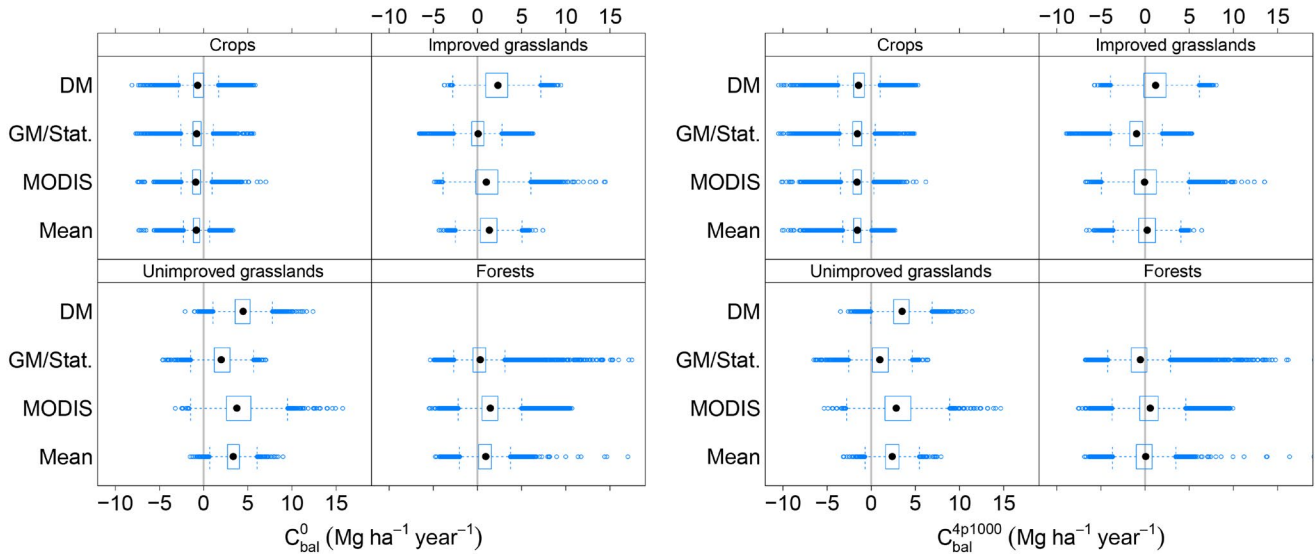 −10 −5 0 5 10 15
Crops Improved grasslands
DM
GM/Stat.
MODIS
Mean
Unimproved grasslands Forests
DM
GM/Stat.
MODIS
Mean
−10 −5 0 5 10 15
C⁰bal (Mg ha⁻¹ year⁻¹)
−10 −5 0 5 10 15
Crops Improved grasslands
DM
GM/Stat.
MODIS
Mean
Unimproved grasslands Forests
DM
GM/Stat.
MODIS
Mean
−10 −5 0 5 10 15
C⁴ᵖ¹⁰⁰⁰bal (Mg ha⁻¹ year⁻¹)